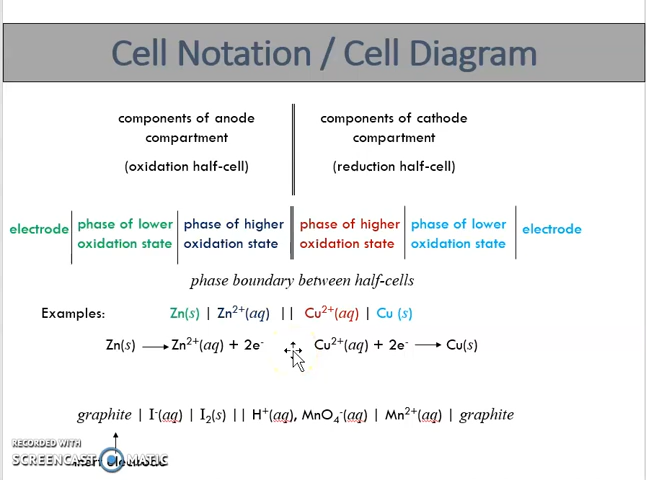 Cell Notation / Cell Diagram
components of anode compartment
(oxidation half-cell)
components of cathode compartment
(reduction half-cell)
electrode
phase of lower oxidation state
phase of higher oxidation state
phase of higher oxidation state
phase of lower oxidation state
electrode
phase boundary between half-cells
Examples: Zn(s) | Zn²⁺(aq) || Cu²⁺(aq) | Cu (s)
Zn(s) ⟶ Zn²⁺(aq) + 2e⁻ Cu²⁺(aq) + 2e⁻ ⟶ Cu(s)
graphite | I⁻(aq) | I₂(s) || H⁺(aq), MnO₄⁻(aq) | Mn²⁺(aq) | graphite
RECORDED WITH
SCREENCAST MATIC